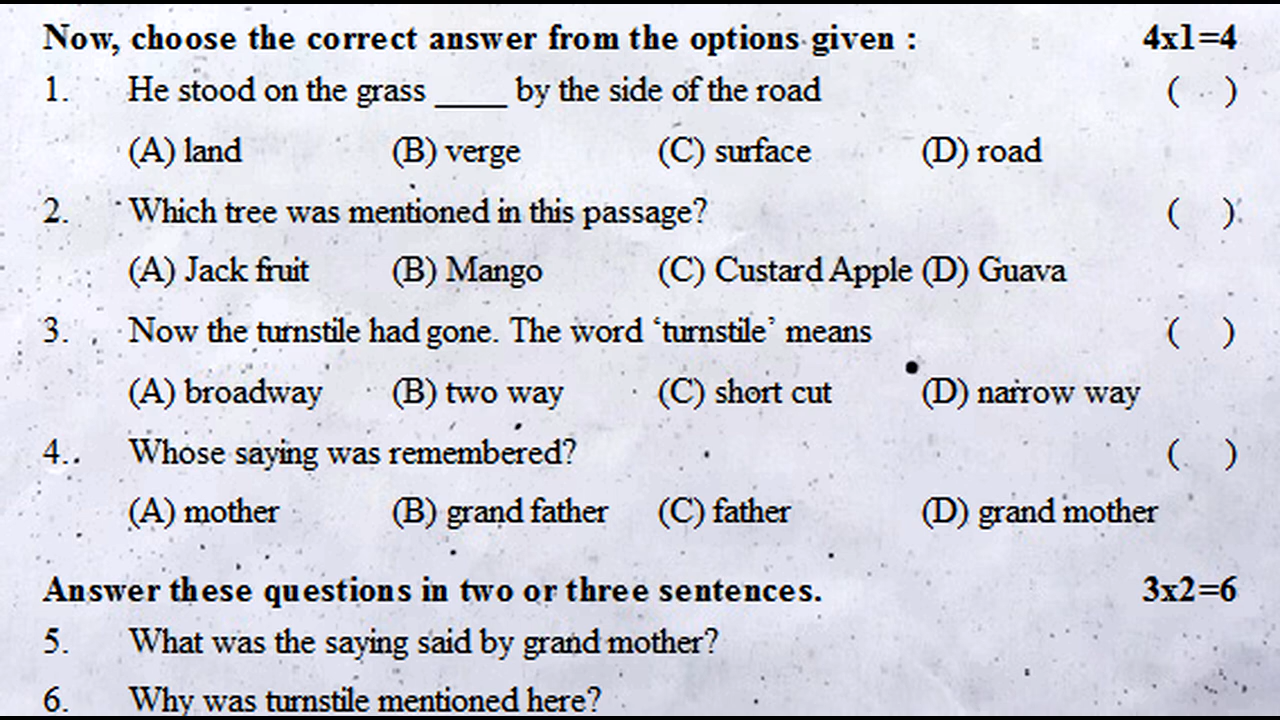 Now, choose the correct answer from the options given : 4x1=4
1. He stood on the grass ____ by the side of the road ( )
(A) land (B) verge (C) surface (D) road
2. Which tree was mentioned in this passage? ( )
(A) Jack fruit (B) Mango (C) Custard Apple (D) Guava
3. Now the turnstile had gone. The word ‘turnstile’ means ( )
(A) broadway (B) two way (C) short cut (D) narrow way
4. Whose saying was remembered? ( )
(A) mother (B) grand father (C) father (D) grand mother
Answer these questions in two or three sentences. 3x2=6
5. What was the saying said by grand mother?
6. Why was turnstile mentioned here?